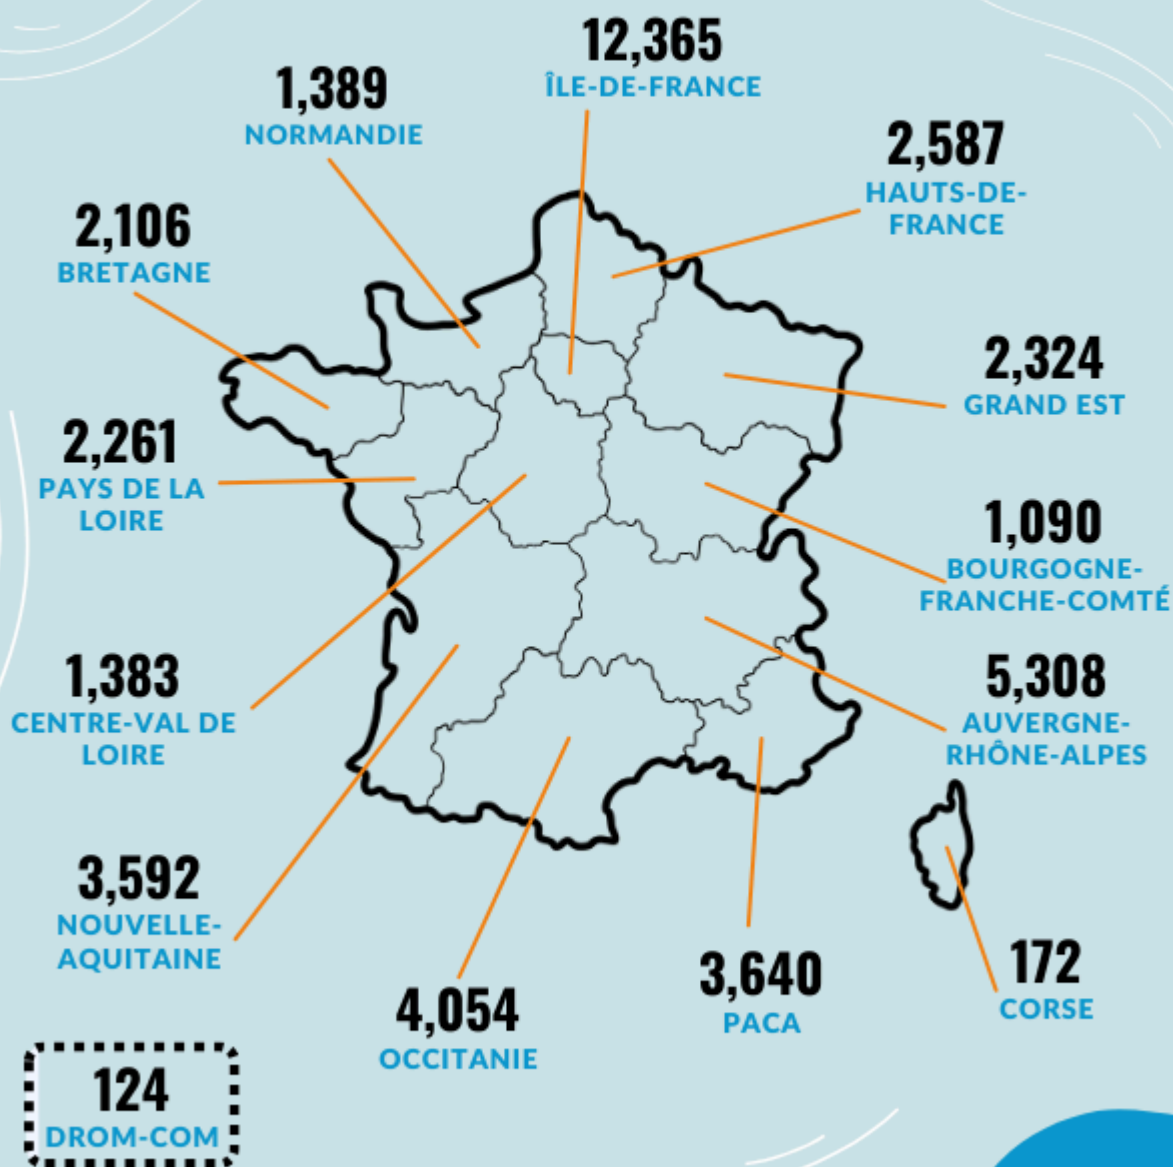 12,365
ÎLE-DE-FRANCE
1,389
NORMANDIE
2,587
HAUTS-DE-
FRANCE
2,106
BRETAGNE
2,324
GRAND EST
2,261
PAYS DE LA
LOIRE
1,090
BOURGOGNE-
FRANCHE-COMTÉ
1,383
CENTRE-VAL DE
LOIRE
5,308
AUVERGNE-
RHÔNE-ALPES
3,592
NOUVELLE-
AQUITAINE
4,054
OCCITANIE
3,640
PACA
172
CORSE
124
DROM-COM